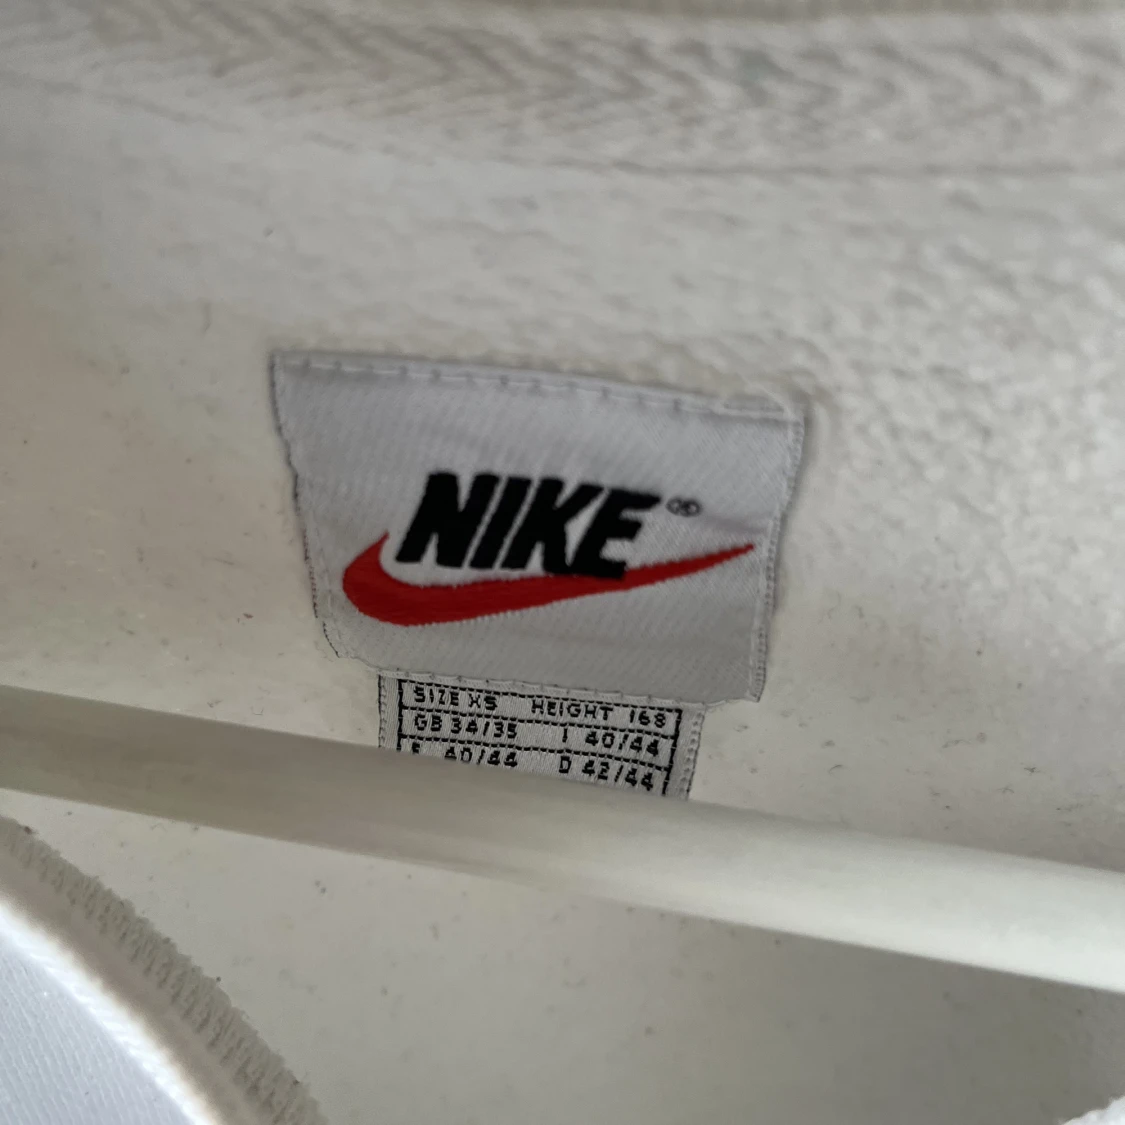 NIKE®
SIZE XS HEIGHT 168
GB 34/35 I 40/44
40/44 D 42/44